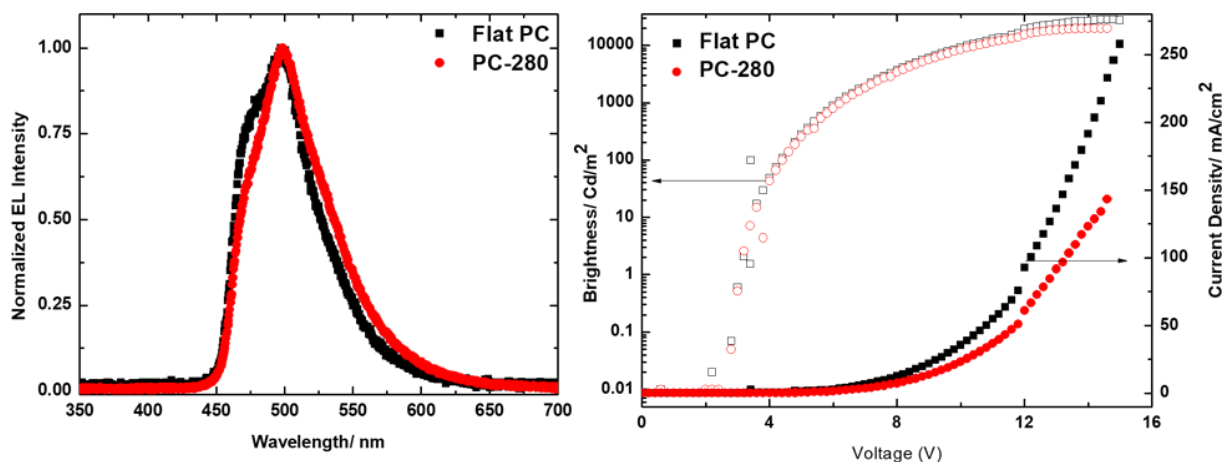 Normalized EL Intensity
1.00
0.75
0.50
0.25
0.00
Flat PC
PC-280
350 400 450 500 550 600 650 700
Wavelength/ nm
Brightness/ Cd/m²
10000
1000
100
10
1
0.1
0.01
Flat PC
PC-280
250
200
150
100
50
0
Current Density/ mA/cm²
0 4 8 12 16
Voltage (V)